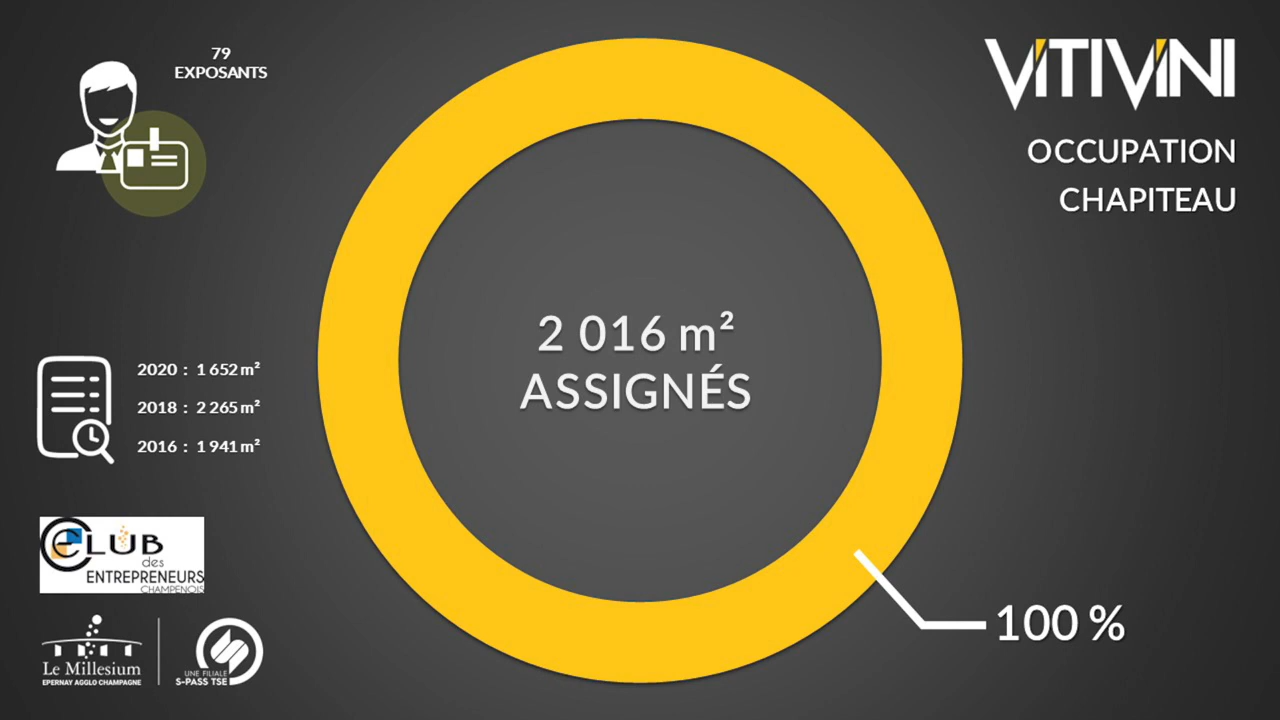 79
EXPOSANTS
VITIVINI
OCCUPATION
CHAPITEAU
2 016 m²
ASSIGNÉS
2020 : 1 652 m²
2018 : 2 265 m²
2016 : 1 941 m²
CLUB
des
ENTREPRENEURS
CHAMPENOIS
100 %
Le Millesium
EPERNAY AGGLO CHAMPAGNE
UNE FILIALE
S-PASS TSE